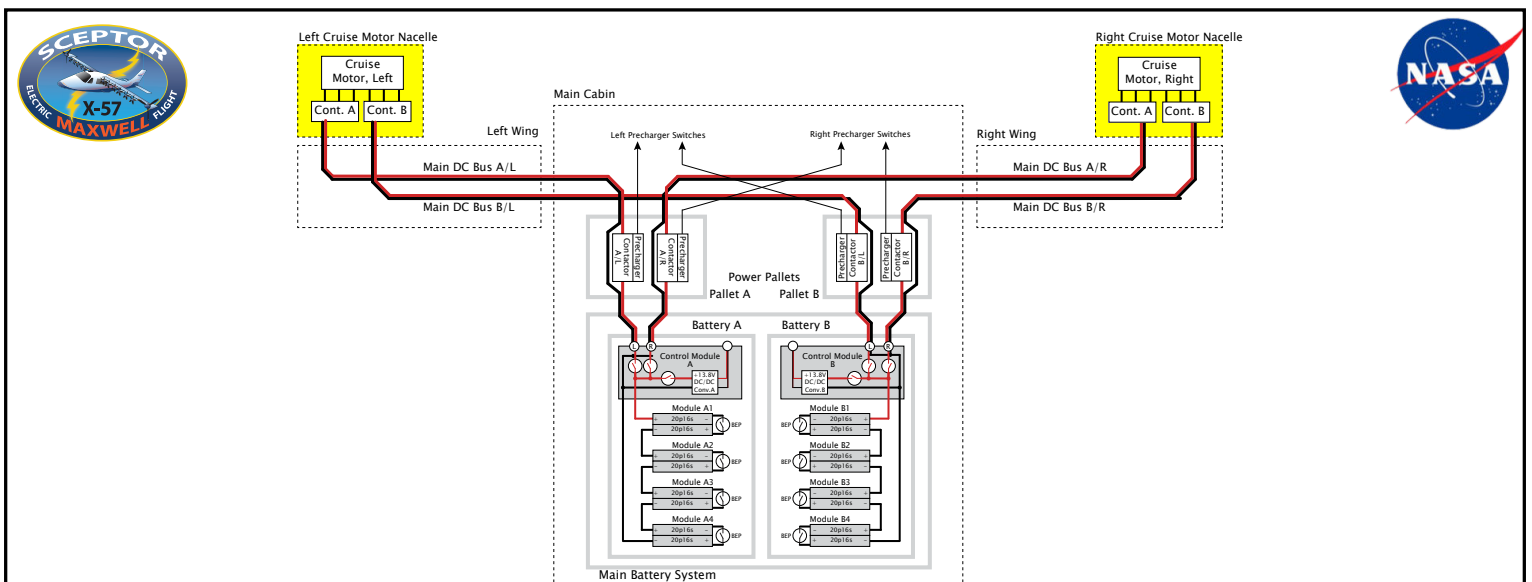 SCEPTOR
X-57
ELECTRIC
MAXWELL
FLIGHT
NASA
Left Cruise Motor Nacelle
Cruise
Motor, Left
Cont. A
Cont. B
Left Wing
Main DC Bus A/L
Main DC Bus B/L
Main Cabin
Left Precharger Switches
Right Precharger Switches
Right Cruise Motor Nacelle
Cruise
Motor, Right
Cont. A
Cont. B
Right Wing
Main DC Bus A/R
Main DC Bus B/R
Contactor
A/L
Precharger
Contactor
A/R
Precharger
Precharger
Contactor
B/L
Precharger
Contactor
B/R
Power Pallets
Pallet A
Pallet B
Battery A
Battery B
L
R
Control Module
A
+13.8V
DC/DC
Conv.A
L
R
Control Module
B
+13.8V
DC/DC
Conv.B
Module A1
+ 20p16s –
– 20p16s +
BEP
Module A2
+ 20p16s –
– 20p16s +
BEP
Module A3
+ 20p16s –
– 20p16s +
BEP
Module A4
+ 20p16s –
– 20p16s +
BEP
Module B1
– 20p16s +
+ 20p16s –
BEP
Module B2
– 20p16s +
+ 20p16s –
BEP
Module B3
– 20p16s +
+ 20p16s –
BEP
Module B4
– 20p16s +
+ 20p16s –
BEP
Main Battery System